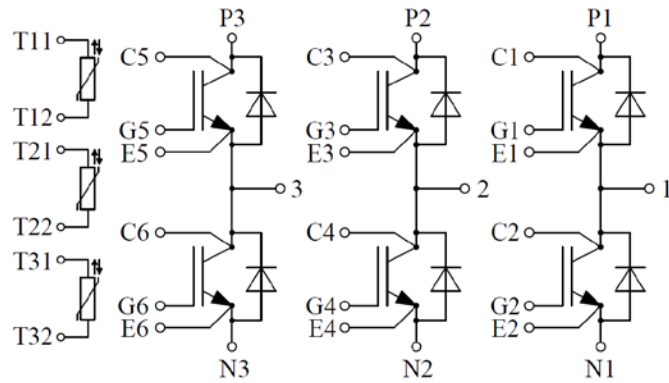 P3 P2 P1
T11 C5 C3 C1
T12 G5 G3 G1
T21 E5 E3 E1
3 2 1
T22 C6 C4 C2
T31
G6 G4 G2
T32 E6 E4 E2
N3 N2 N1